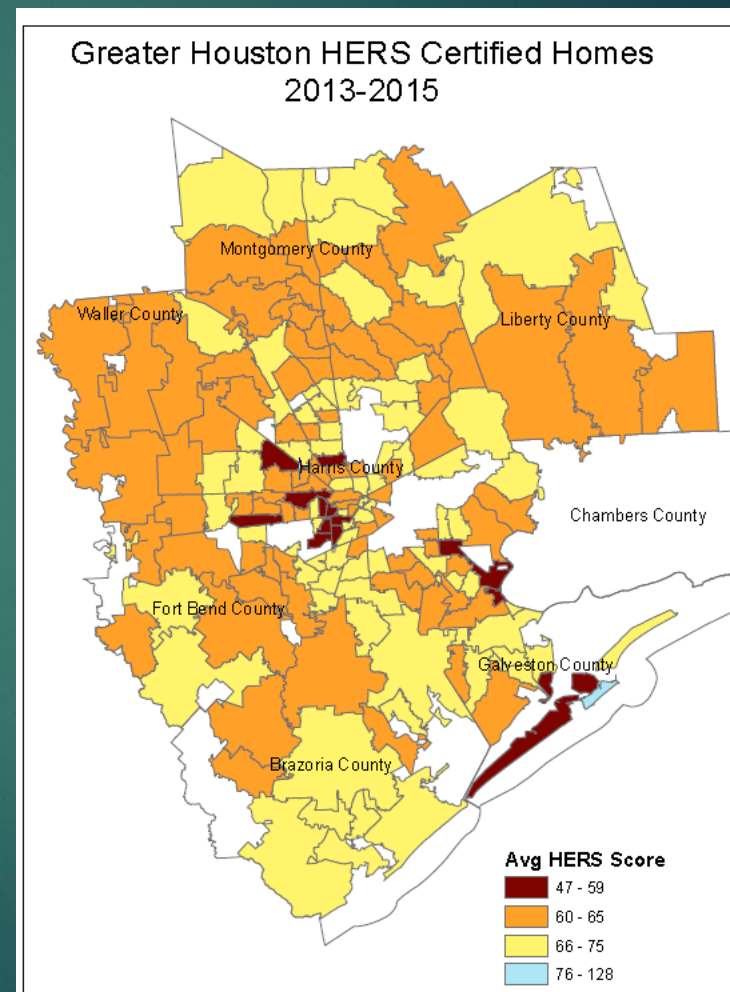 Greater Houston HERS Certified Homes
2013-2015
Montgomery County
Waller County
Liberty County
Harris County
Chambers County
Fort Bend County
Galveston County
Brazoria County
Avg HERS Score
47 - 59
60 - 65
66 - 75
76 - 128